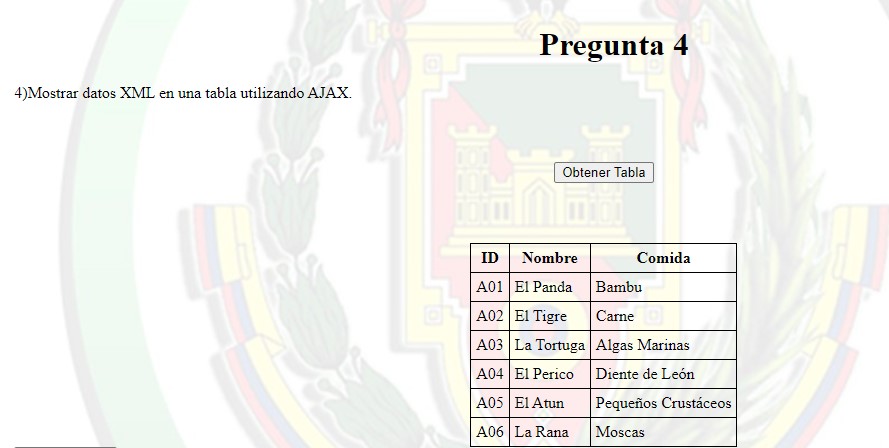 Pregunta 4
4)Mostrar datos XML en una tabla utilizando AJAX.
Obtener Tabla
ID Nombre Comida
A01 El Panda Bambu
A02 El Tigre Carne
A03 La Tortuga Algas Marinas
A04 El Perico Diente de León
A05 El Atun Pequeños Crustáceos
A06 La Rana Moscas